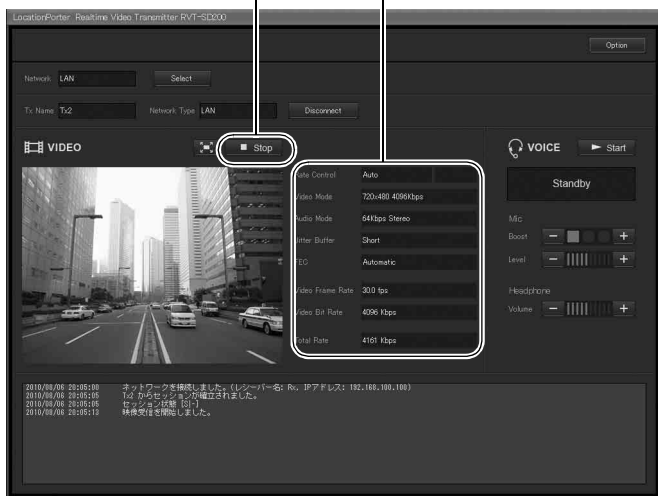 LocationPorter Realtime Video Transmitter RVT-SD200
Option
Network LAN Select
Tx Name Tx2 Network Type LAN Disconnect
VIDEO Stop
Rate Control Auto
Video Mode 720x480 4096Kbps
Audio Mode 64Kbps Stereo
Jitter Buffer Short
FEC Automatic
Video Frame Rate 30.0 fps
Video Bit Rate 4096 Kbps
Total Rate 4161 Kbps
VOICE Start
Standby
Mic
Boost − +
Level − +
Headphone
Volume − +
2010/08/06 20:05:00 ネットワークを接続しました。(レシーバー名: Rx, IPアドレス: 192.168.100.100)
2010/08/06 20:05:05 Tx2 からセッションが確立されました。
2010/08/06 20:05:05 セッション状態 [S|-]
2010/08/06 20:05:13 映像受信を開始しました。